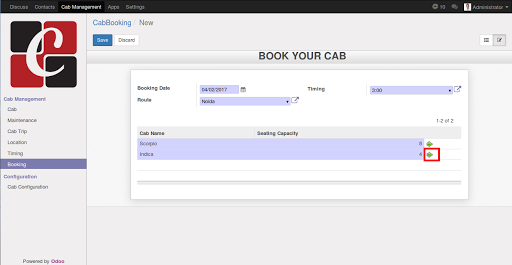 Discuss Contacts Cab Management Apps Settings 16 Administrator
CabBooking New
Save Discard
BOOK YOUR CAB
Cab Management
Cab
Maintenance
Cab Trip
Location
Timing
Booking
Configuration
Cab Configuration
Booking Date 04/02/2017 Timing 3:00
Route Noida
1-2 of 2
Cab Name Seating Capacity
Scorpio 8
Indica 4
Powered by Odoo